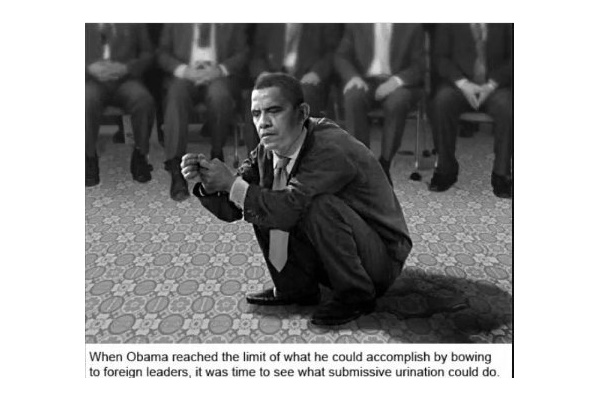 When Obama reached the limit of what he could accomplish by bowing
to foreign leaders, it was time to see what submissive urination could do.